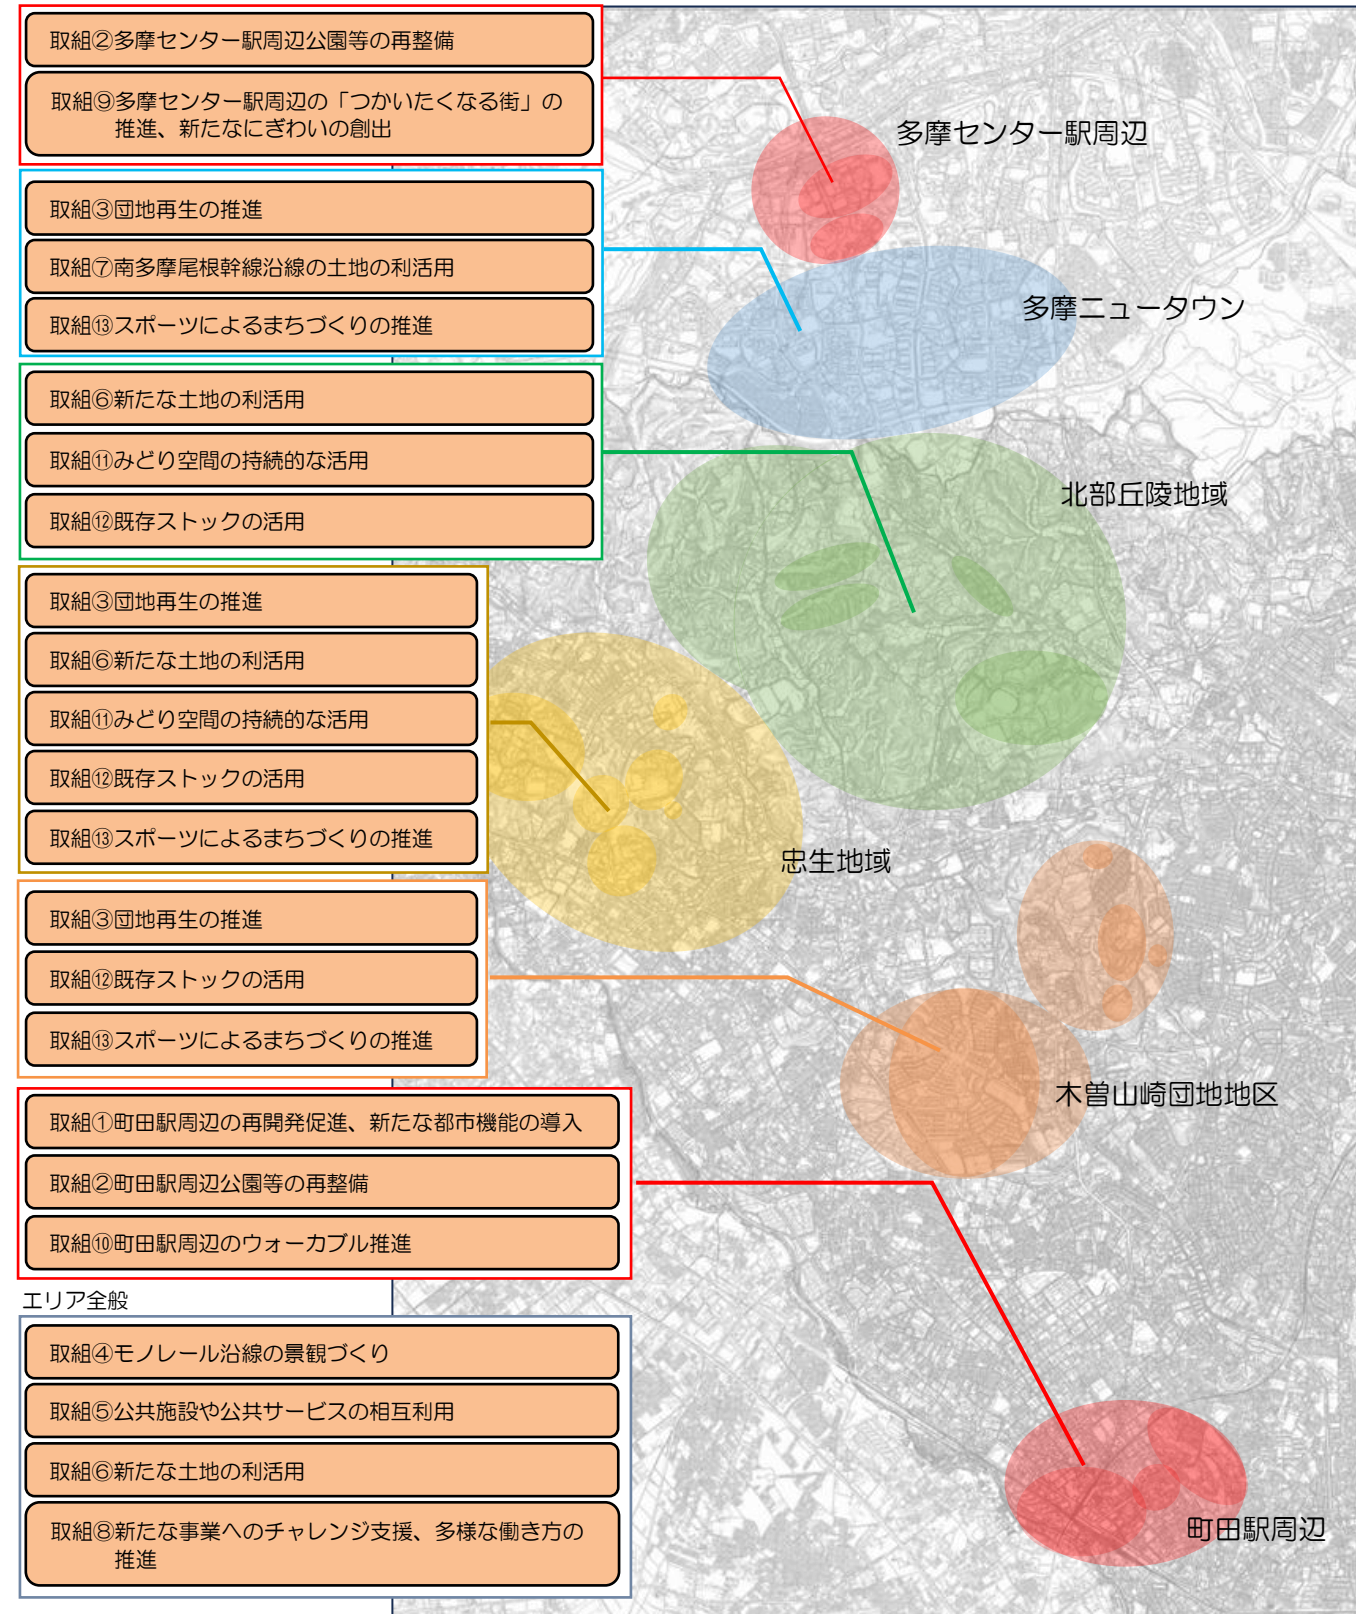 取組②多摩センター駅周辺公園等の再整備
取組⑨多摩センター駅周辺の「つかいたくなる街」の
推進、新たなにぎわいの創出
多摩センター駅周辺
取組③団地再生の推進
取組⑦南多摩尾根幹線沿線の土地の利活用
取組⑬スポーツによるまちづくりの推進
多摩ニュータウン
取組⑥新たな土地の利活用
取組⑪みどり空間の持続的な活用
取組⑫既存ストックの活用
北部丘陵地域
取組③団地再生の推進
取組⑥新たな土地の利活用
取組⑪みどり空間の持続的な活用
取組⑫既存ストックの活用
取組⑬スポーツによるまちづくりの推進
忠生地域
取組③団地再生の推進
取組⑫既存ストックの活用
取組⑬スポーツによるまちづくりの推進
木曽山崎団地地区
取組①町田駅周辺の再開発促進、新たな都市機能の導入
取組②町田駅周辺公園等の再整備
取組⑩町田駅周辺のウォーカブル推進
町田駅周辺
エリア全般
取組④モノレール沿線の景観づくり
取組⑤公共施設や公共サービスの相互利用
取組⑥新たな土地の利活用
取組⑧新たな事業へのチャレンジ支援、多様な働き方の
推進